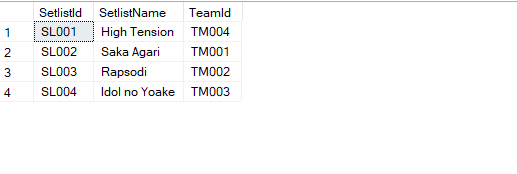 SetlistId SetlistName TeamId
1 SL001 High Tension TM004
2 SL002 Saka Agari TM001
3 SL003 Rapsodi TM002
4 SL004 Idol no Yoake TM003